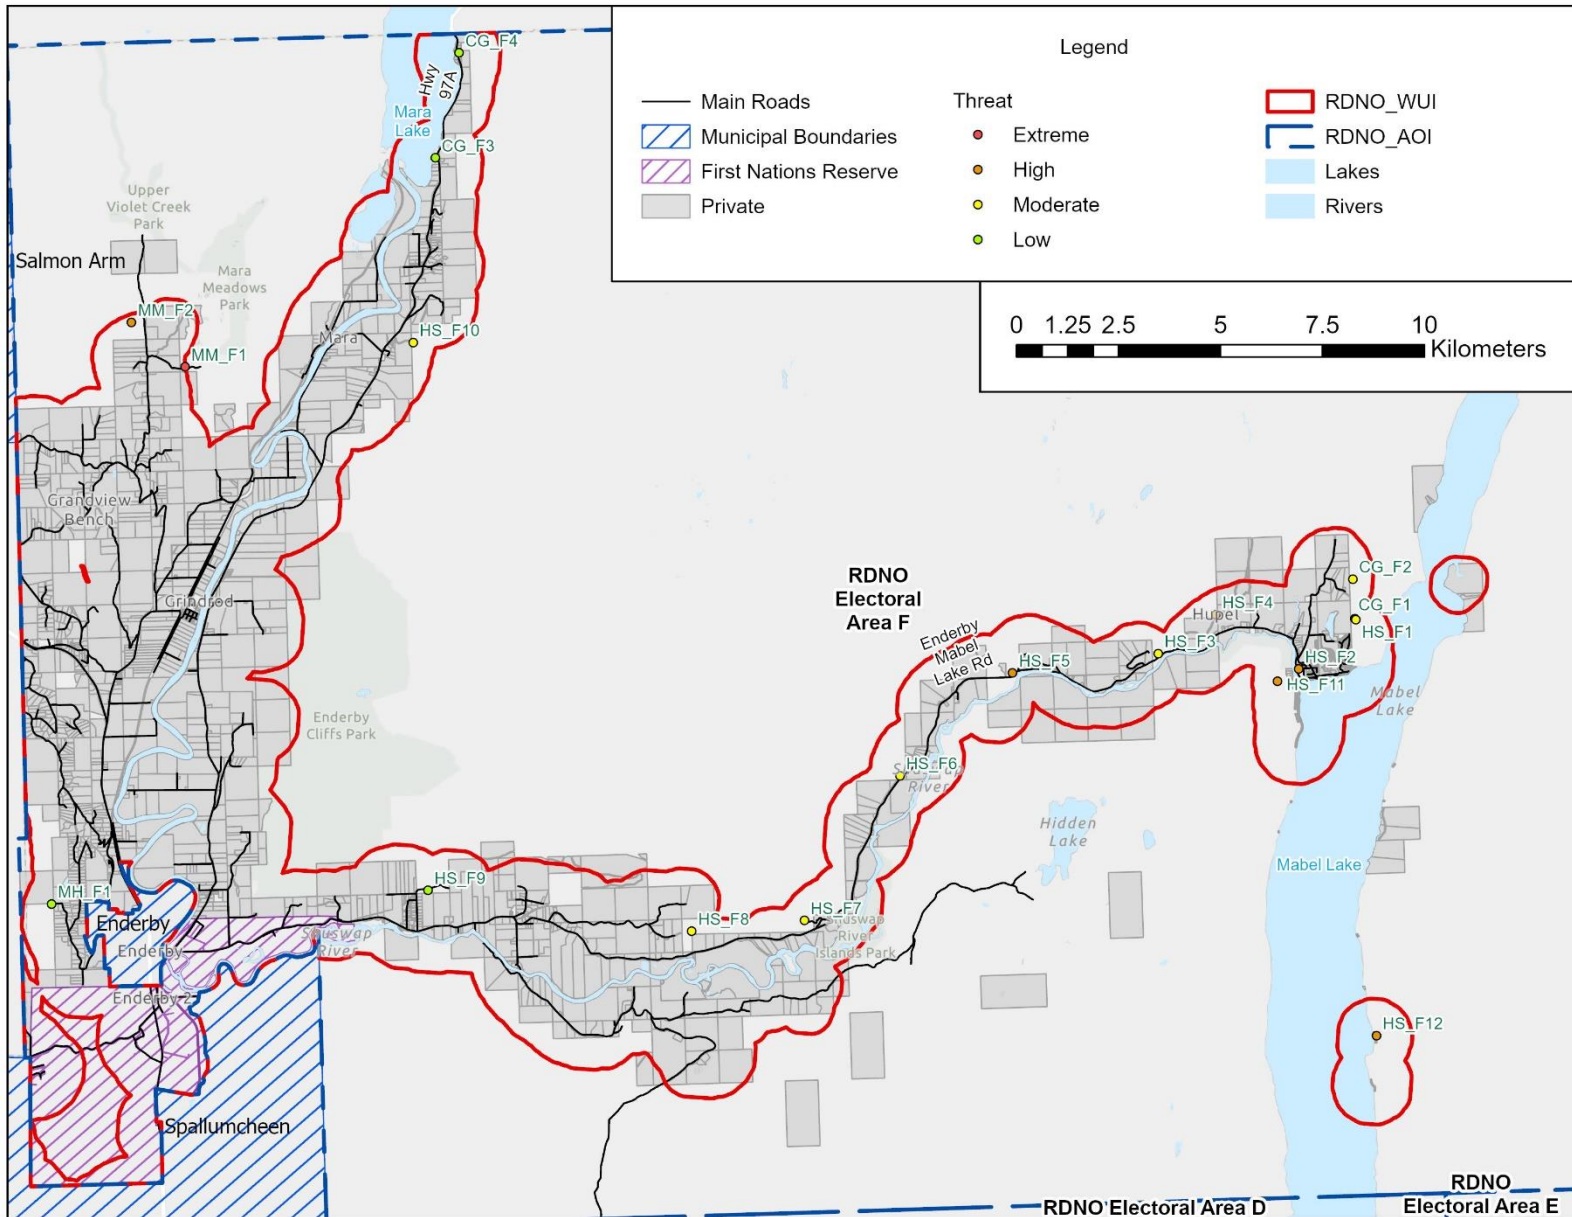 Legend
Main Roads
Municipal Boundaries
First Nations Reserve
Private
Threat
Extreme
High
Moderate
Low
RDNO_WUI
RDNO_AOI
Lakes
Rivers
0 1.25 2.5 5 7.5 10
Kilometers
CG_F4
Hwy
97A
Mara
Lake
CG_F3
Upper
Violet Creek
Park
Salmon Arm
Mara
Meadows
Park
MM_F2
MM_F1
Mara
HS_F10
Grandview
Bench
Grindrod
Enderby
Cliffs Park
RDNO
Electoral
Area F
Enderby
Mabel
Lake Rd
HS_F5
HS_F3
Hupel
HS_F4
CG_F2
CG_F1
HS_F1
HS_F2
HS_F11
Mabel
Lake
HS_F6
Shuswap
River
Hidden
Lake
Mabel Lake
MH_F1
HS_F9
HS_F8
HS_F7
Shuswap
River
Islands Park
Enderby
Enderby
Shuswap
River
Enderby 2
HS_F12
Spallumcheen
RDNO Electoral Area D
RDNO
Electoral Area E